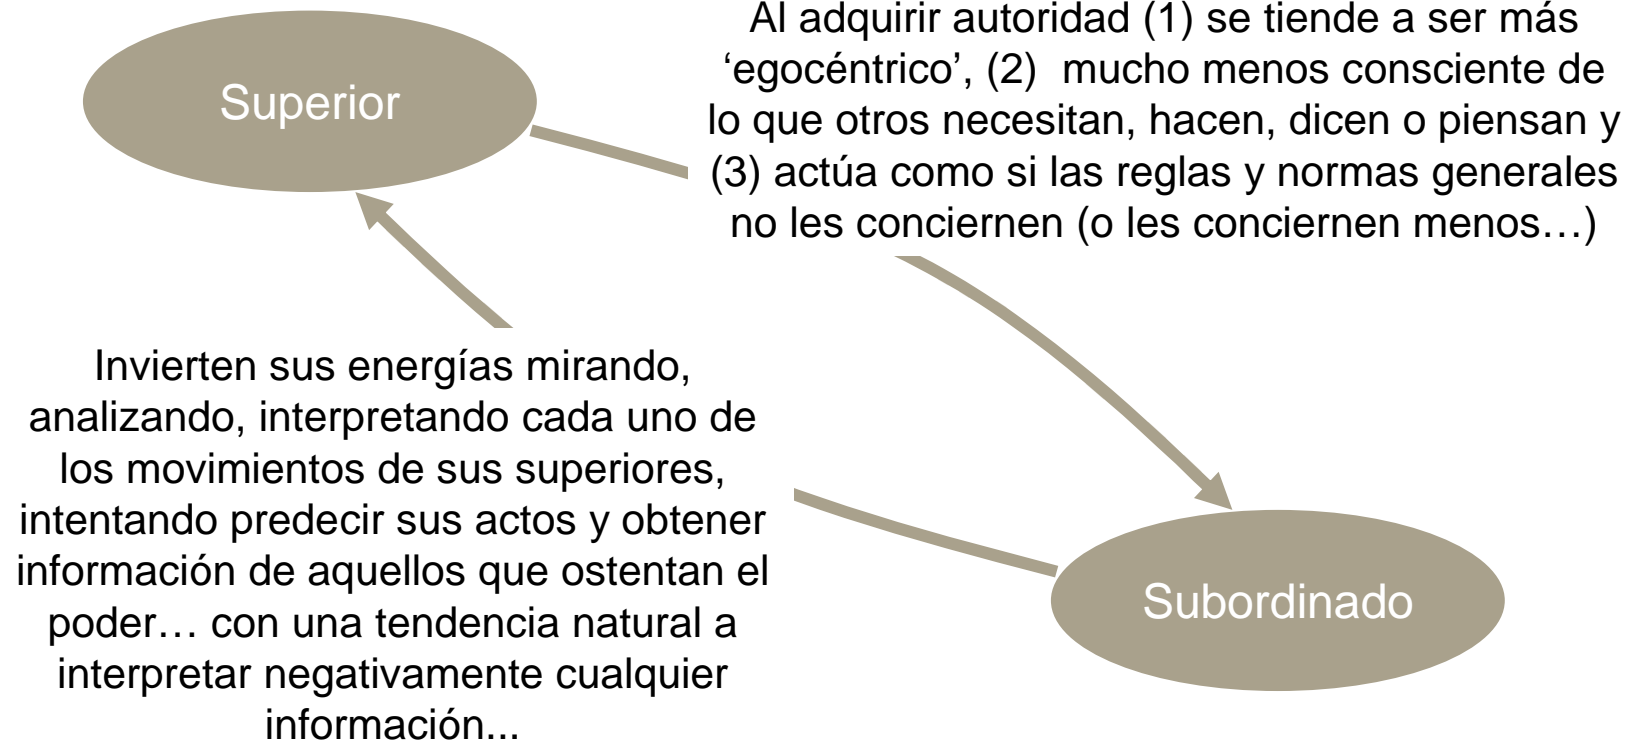 Superior
Al adquirir autoridad (1) se tiende a ser más
‘egocéntrico’, (2)  mucho menos consciente de
lo que otros necesitan, hacen, dicen o piensan y
(3) actúa como si las reglas y normas generales
no les conciernen (o les conciernen menos…)
Invierten sus energías mirando,
analizando, interpretando cada uno de
los movimientos de sus superiores,
intentando predecir sus actos y obtener
información de aquellos que ostentan el
poder… con una tendencia natural a
interpretar negativamente cualquier
información...
Subordinado